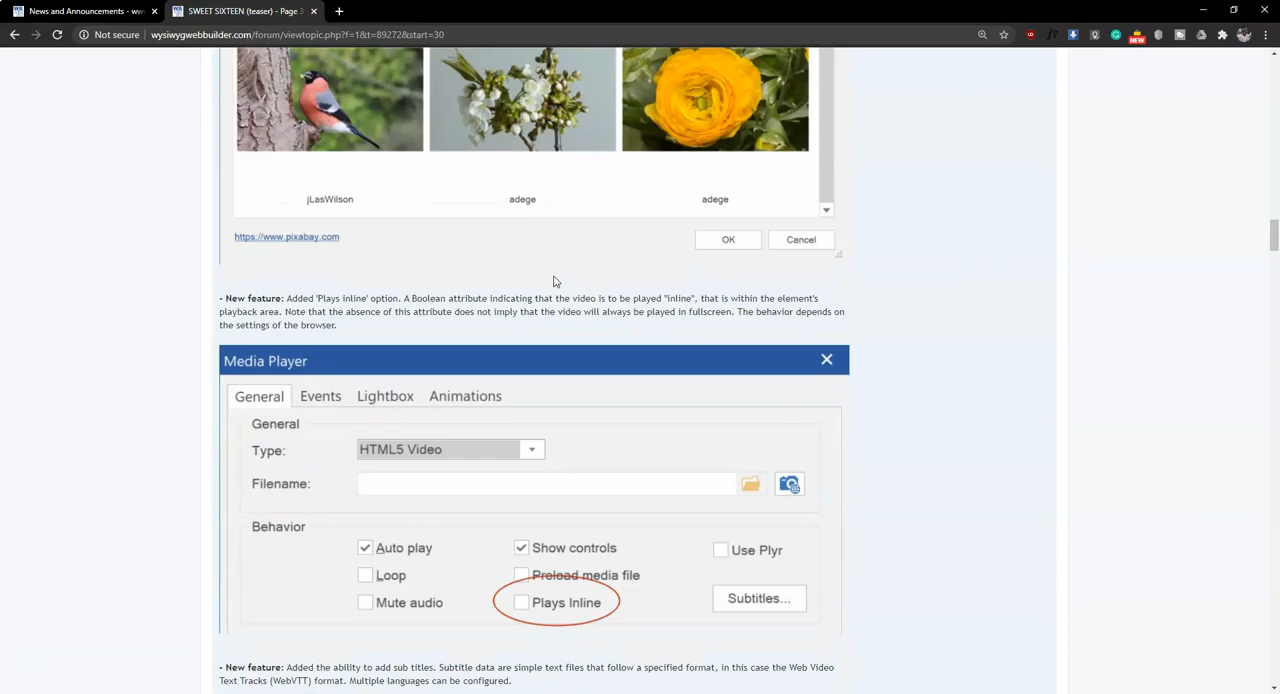 News and Announcements - ww
SWEET SIXTEEN (teaser) - Page 3
Not secure | wysiwygwebbuilder.com/forum/viewtopic.php?f=1&t=89272&start=30
NEW
jLasWilson
adege
adege
https://www.pixabay.com
OK
Cancel
- New feature: Added 'Plays inline' option. A Boolean attribute indicating that the video is to be played "inline", that is within the element's
playback area. Note that the absence of this attribute does not imply that the video will always be played in fullscreen. The behavior depends on
the settings of the browser.
Media Player
General Events Lightbox Animations
General
Type: HTML5 Video
Filename:
Behavior
Auto play Show controls Use Plyr
Loop Preload media file
Mute audio Plays Inline Subtitles...
- New feature: Added the ability to add sub titles. Subtitle data are simple text files that follow a specified format, in this case the Web Video
Text Tracks (WebVTT) format. Multiple languages can be configured.